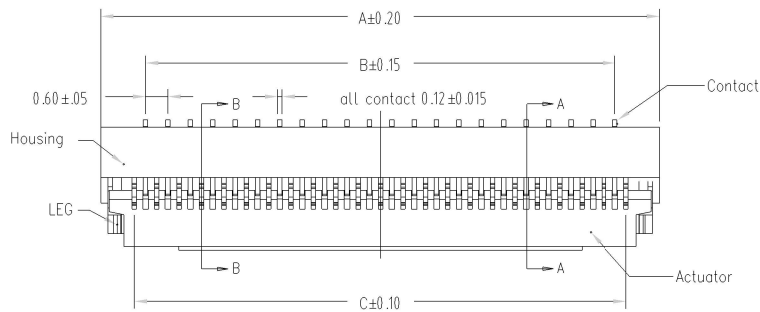 A±0.20
B±0.15
0.60±.05
B
all contact 0.12±0.015
A
Contact
Housing
LEG
B
A
Actuator
C±0.10